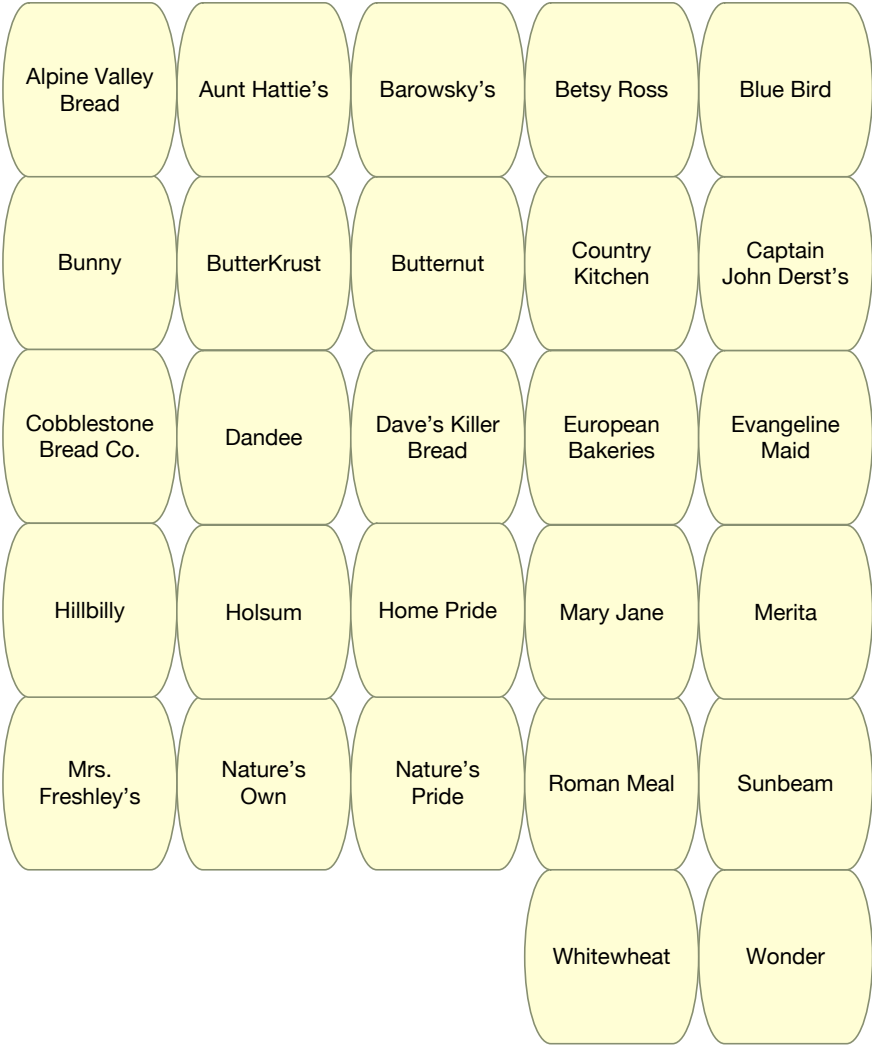 Alpine Valley
Bread
Aunt Hattie's
Barowsky's
Betsy Ross
Blue Bird
Bunny
ButterKrust
Butternut
Country
Kitchen
Captain
John Derst's
Cobblestone
Bread Co.
Dandee
Dave's Killer
Bread
European
Bakeries
Evangeline
Maid
Hillbilly
Holsum
Home Pride
Mary Jane
Merita
Mrs.
Freshley's
Nature's
Own
Nature's
Pride
Roman Meal
Sunbeam
Whitewheat
Wonder